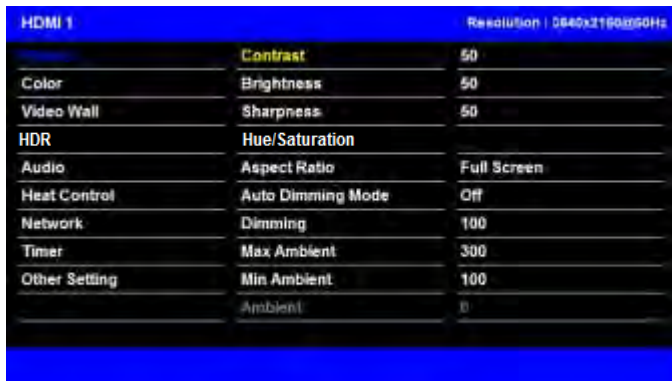 HDMI 1 Resolution : 3840x2160@60Hz
Contrast 50
Color Brightness 50
Video Wall Sharpness 50
HDR Hue/Saturation
Audio Aspect Ratio Full Screen
Heat Control Auto Dimming Mode Off
Network Dimming 100
Timer Max Ambient 300
Other Setting Min Ambient 100
Ambient 0